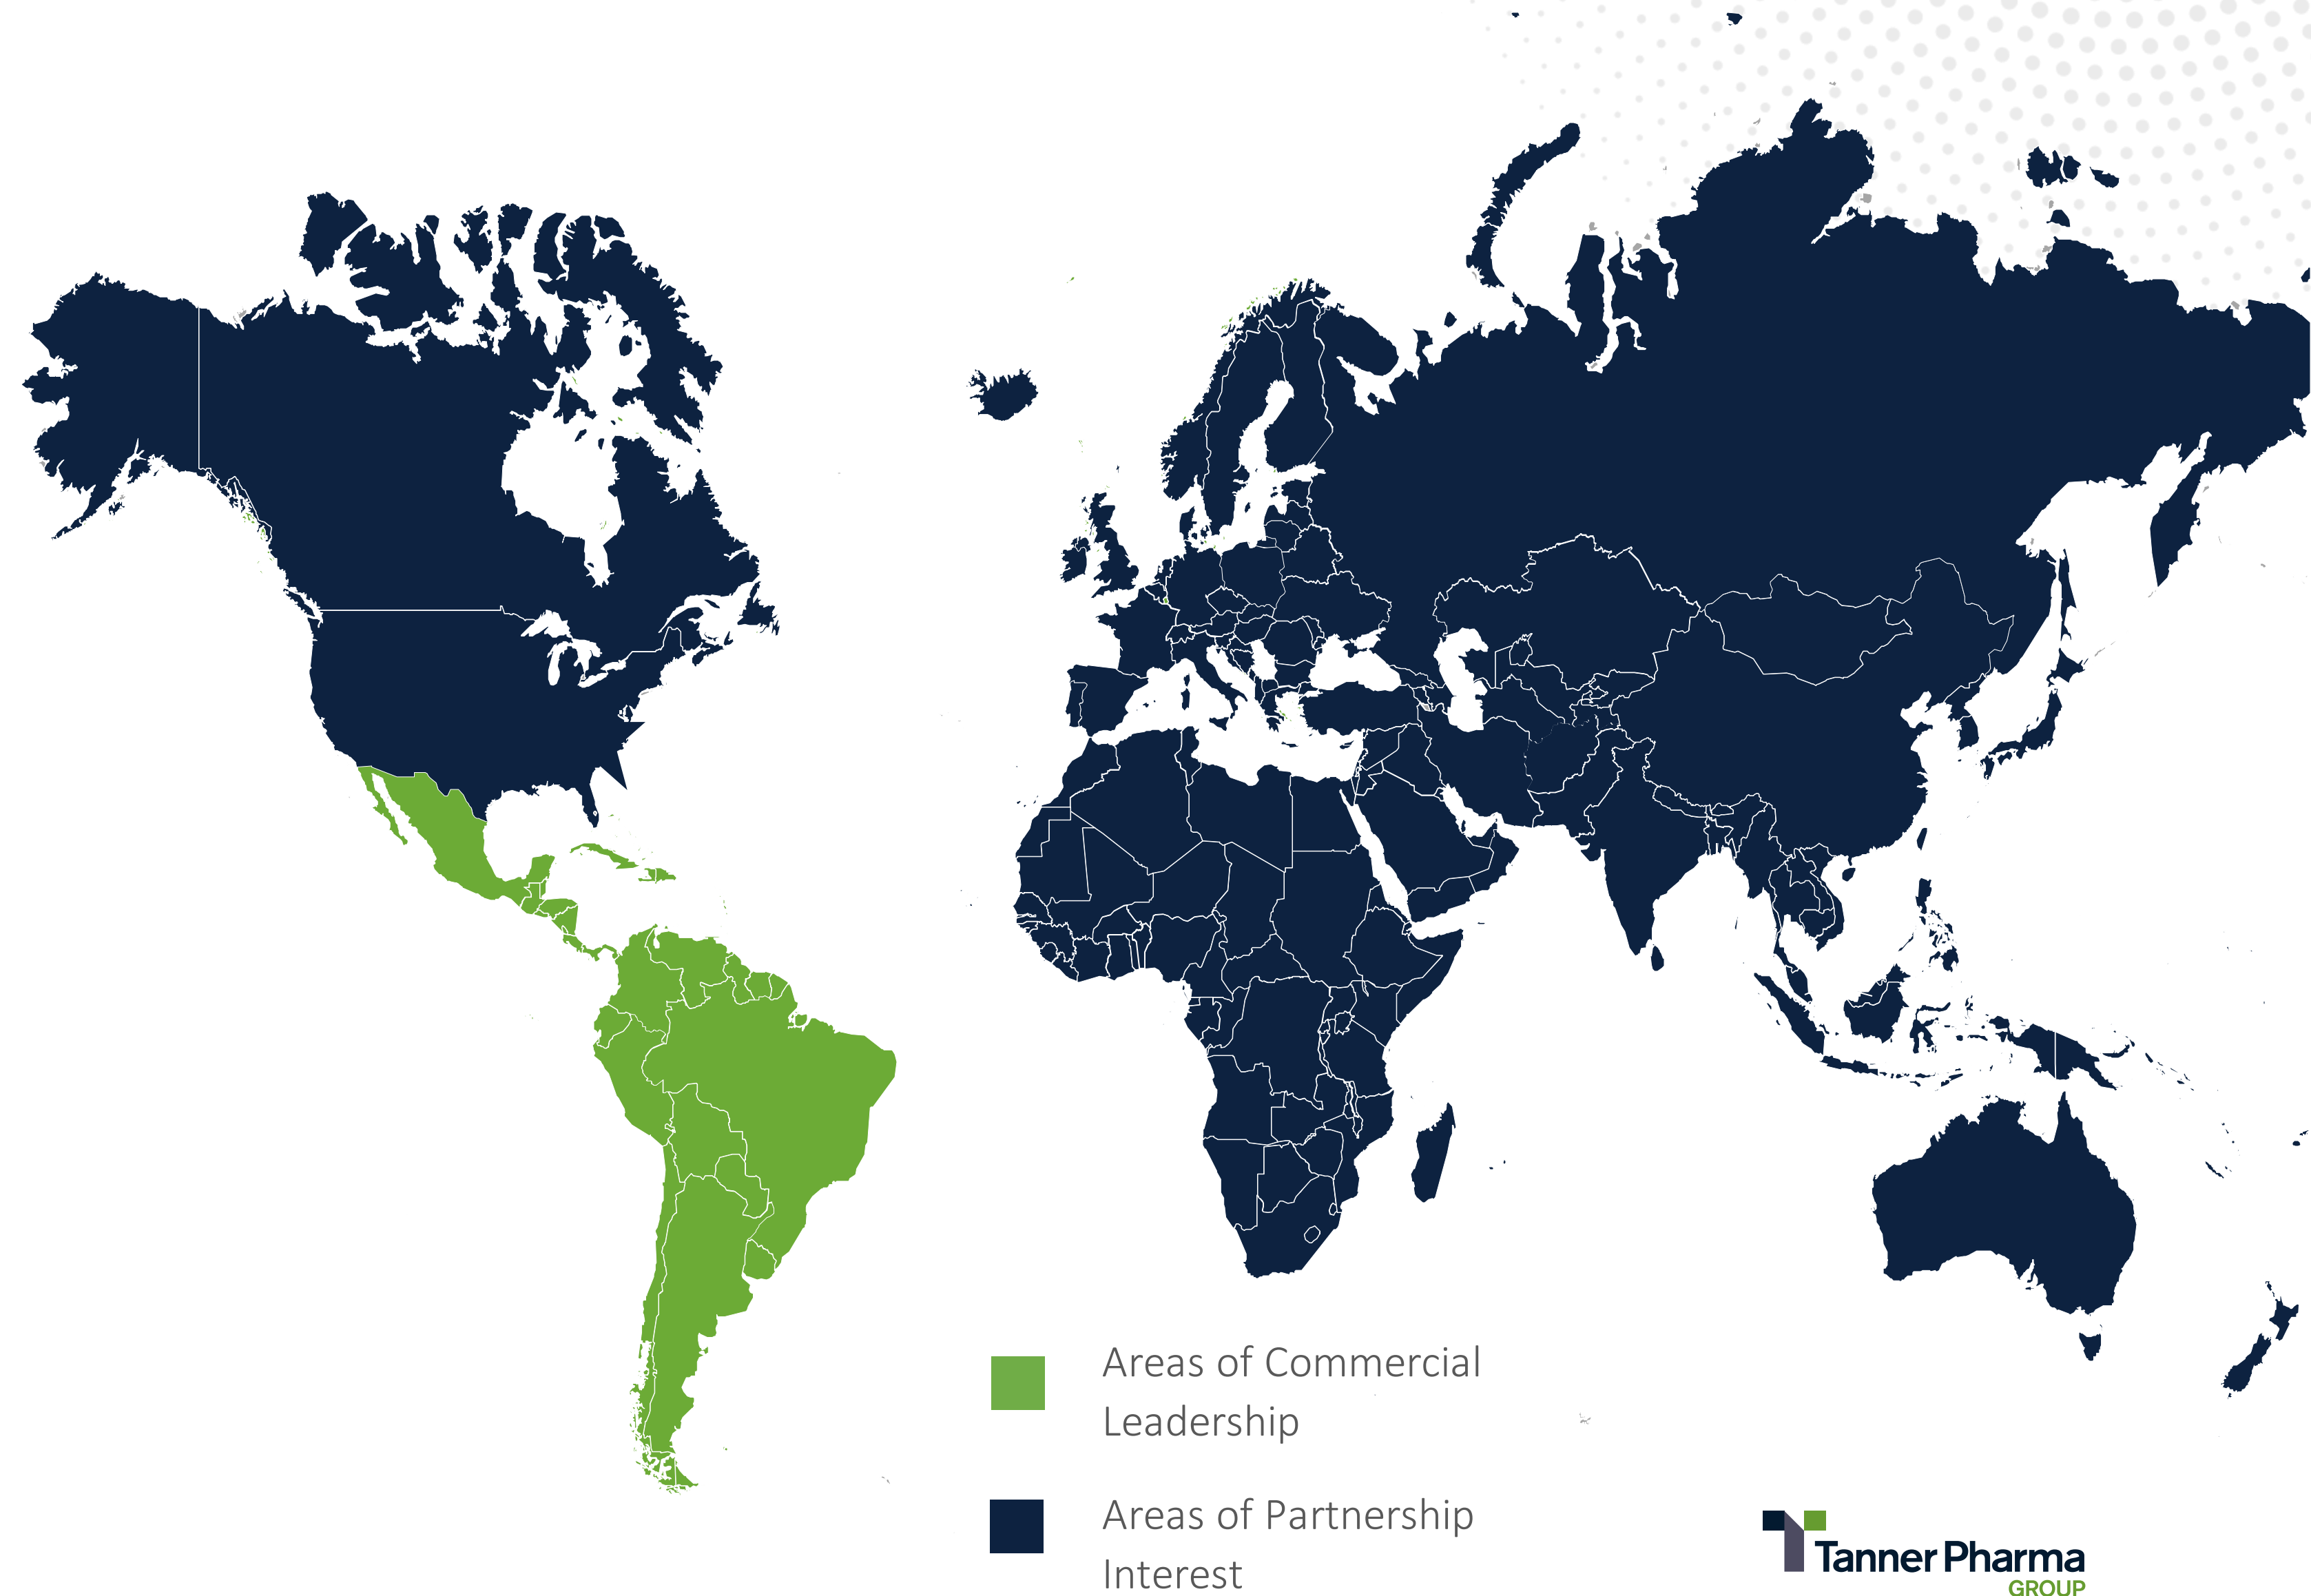 Areas of Commercial
Leadership
Areas of Partnership
Interest
Tanner Pharma
GROUP